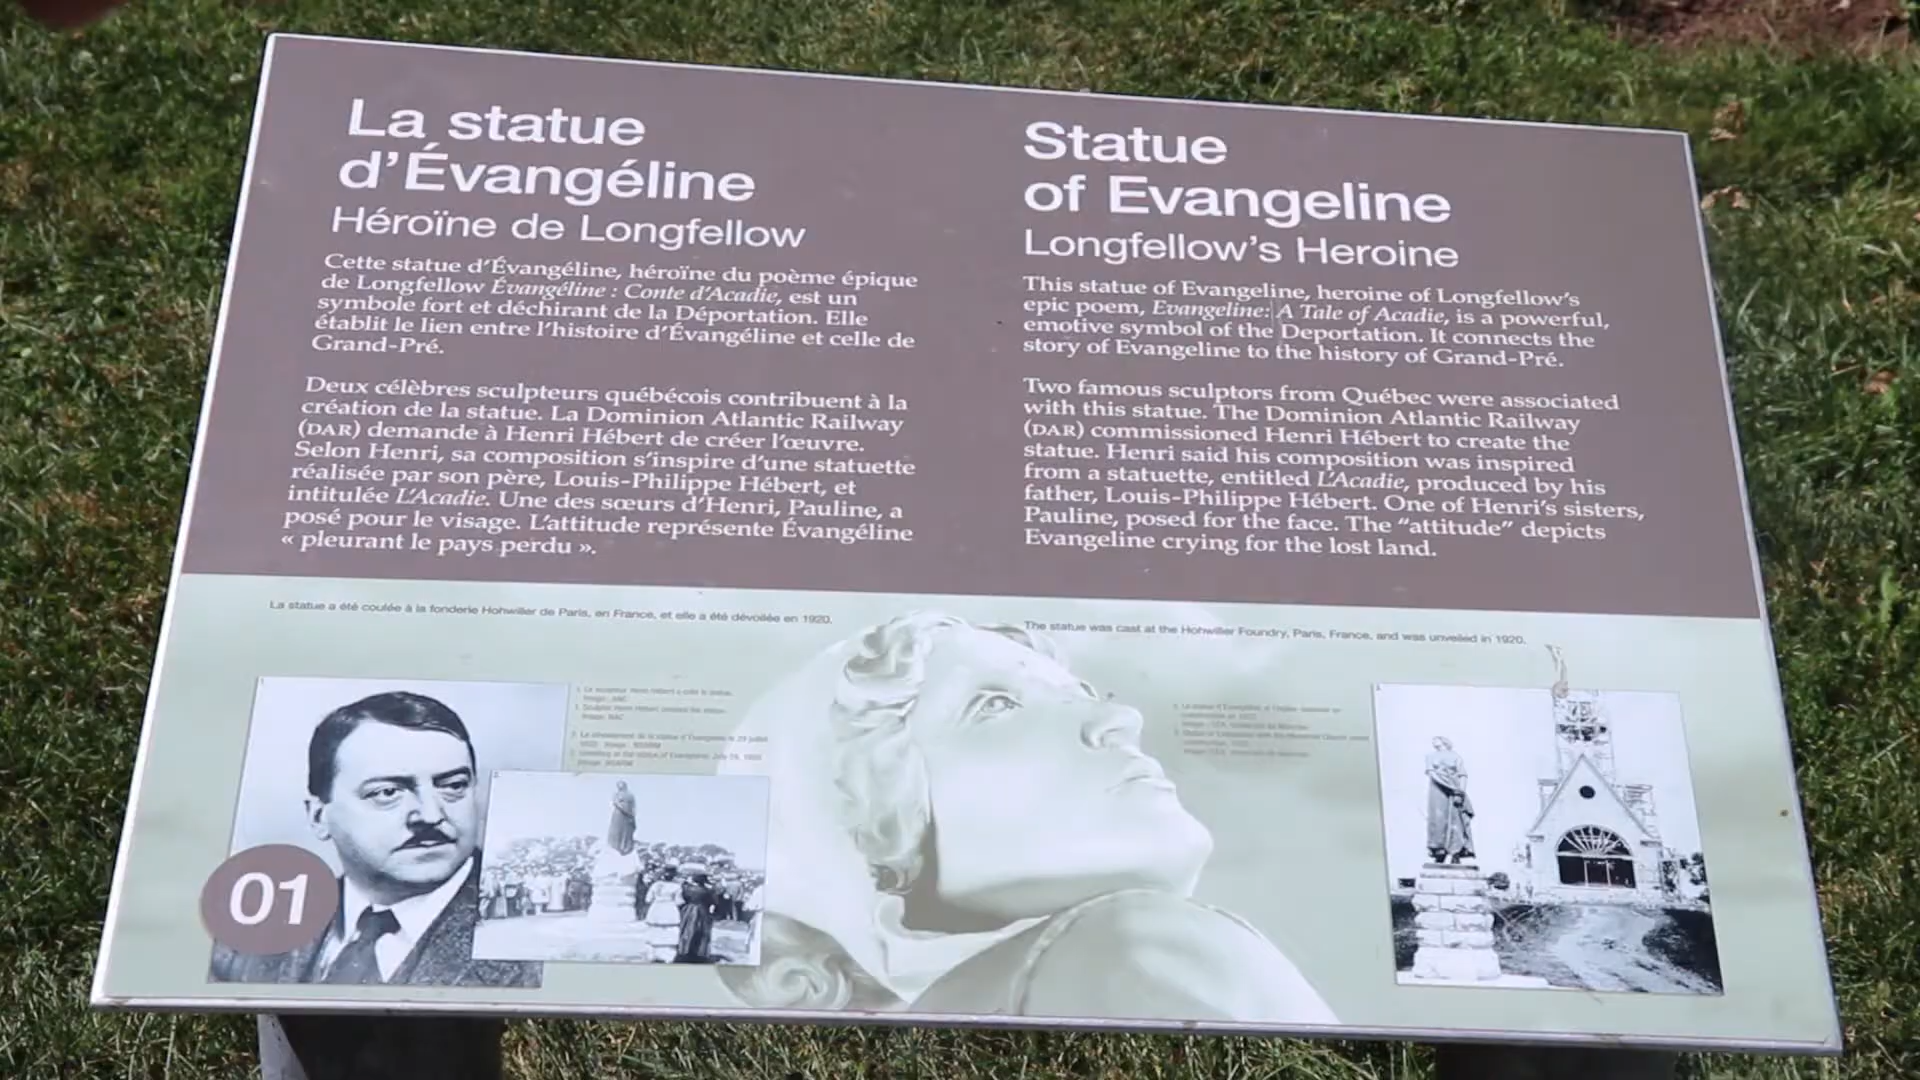 La statue
d'Évangéline
Héroïne de Longfellow
Cette statue d'Évangéline, héroïne du poème épique
de Longfellow Évangéline : Conte d'Acadie, est un
symbole fort et déchirant de la Déportation. Elle
établit le lien entre l'histoire d'Évangéline et celle de
Grand-Pré.
Deux célèbres sculpteurs québécois contribuent à la
création de la statue. La Dominion Atlantic Railway
(DAR) demande à Henri Hébert de créer l'œuvre.
Selon Henri, sa composition s'inspire d'une statuette
réalisée par son père, Louis-Philippe Hébert, et
intitulée L'Acadie. Une des sœurs d'Henri, Pauline, a
posé pour le visage. L'attitude représente Évangéline
« pleurant le pays perdu ».
Statue
of Evangeline
Longfellow's Heroine
This statue of Evangeline, heroine of Longfellow's
epic poem, Evangeline: A Tale of Acadie, is a powerful,
emotive symbol of the Deportation. It connects the
story of Evangeline to the history of Grand-Pré.
Two famous sculptors from Québec were associated
with this statue. The Dominion Atlantic Railway
(DAR) commissioned Henri Hébert to create the
statue. Henri said his composition was inspired
from a statuette, entitled L'Acadie, produced by his
father, Louis-Philippe Hébert. One of Henri's sisters,
Pauline, posed for the face. The "attitude" depicts
Evangeline crying for the lost land.
La statue a été coulée à la fonderie Hohwiller de Paris, en France, et elle a été dévoilée en 1920.
The statue was cast at the Hohwiller Foundry, Paris, France, and was unveiled in 1920.
01